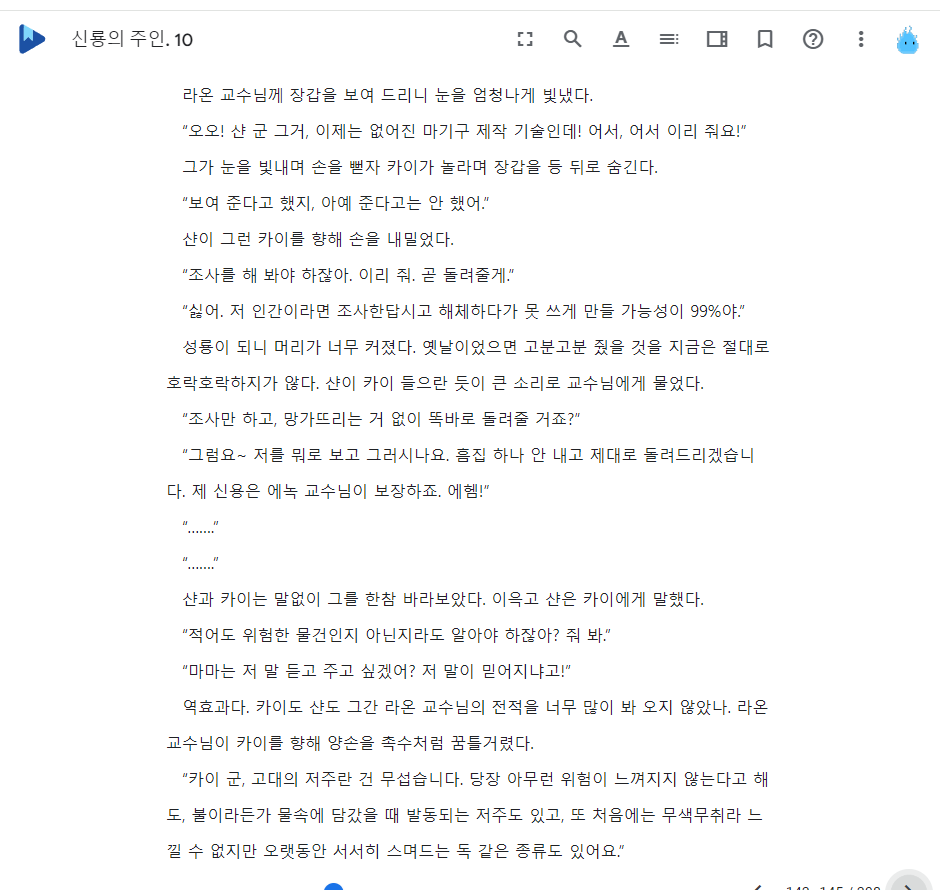 신룡의 주인. 10
라온 교수님께 장갑을 보여 드리니 눈을 엄청나게 빛냈다.
“오오! 샨 군 그거, 이제는 없어진 마기구 제작 기술인데! 어서, 어서 이리 줘요!”
그가 눈을 빛내며 손을 뻗자 카이가 놀라며 장갑을 등 뒤로 숨긴다.
“보여 준다고 했지, 아예 준다고는 안 했어.”
샨이 그런 카이를 향해 손을 내밀었다.
“조사를 해 봐야 하잖아. 이리 줘. 곧 돌려줄게.”
“싫어. 저 인간이라면 조사한답시고 해체하다가 못 쓰게 만들 가능성이 99%야.”
성룡이 되니 머리가 너무 커졌다. 옛날이었으면 고분고분 줬을 것을 지금은 절대로
호락호락하지가 않다. 샨이 카이 들으란 듯이 큰 소리로 교수님에게 물었다.
“조사만 하고, 망가뜨리는 거 없이 똑바로 돌려줄 거죠?”
“그럼요~ 저를 뭐로 보고 그러시나요. 흠집 하나 안 내고 제대로 돌려드리겠습니
다. 제 신용은 에녹 교수님이 보장하죠. 에헴!”
“…….”
“…….”
샨과 카이는 말없이 그를 한참 바라보았다. 이윽고 샨은 카이에게 말했다.
“적어도 위험한 물건인지 아닌지라도 알아야 하잖아? 줘 봐.”
“마마는 저 말 듣고 주고 싶겠어? 저 말이 믿어지냐고!”
역효과다. 카이도 샨도 그간 라온 교수님의 전적을 너무 많이 봐 오지 않았나. 라온
교수님이 카이를 향해 양손을 촉수처럼 꿈틀거렸다.
“카이 군, 고대의 저주란 건 무섭습니다. 당장 아무런 위험이 느껴지지 않는다고 해
도, 불이라든가 물속에 담갔을 때 발동되는 저주도 있고, 또 처음에는 무색무취라 느
낄 수 없지만 오랫동안 서서히 스며드는 독 같은 종류도 있어요.”